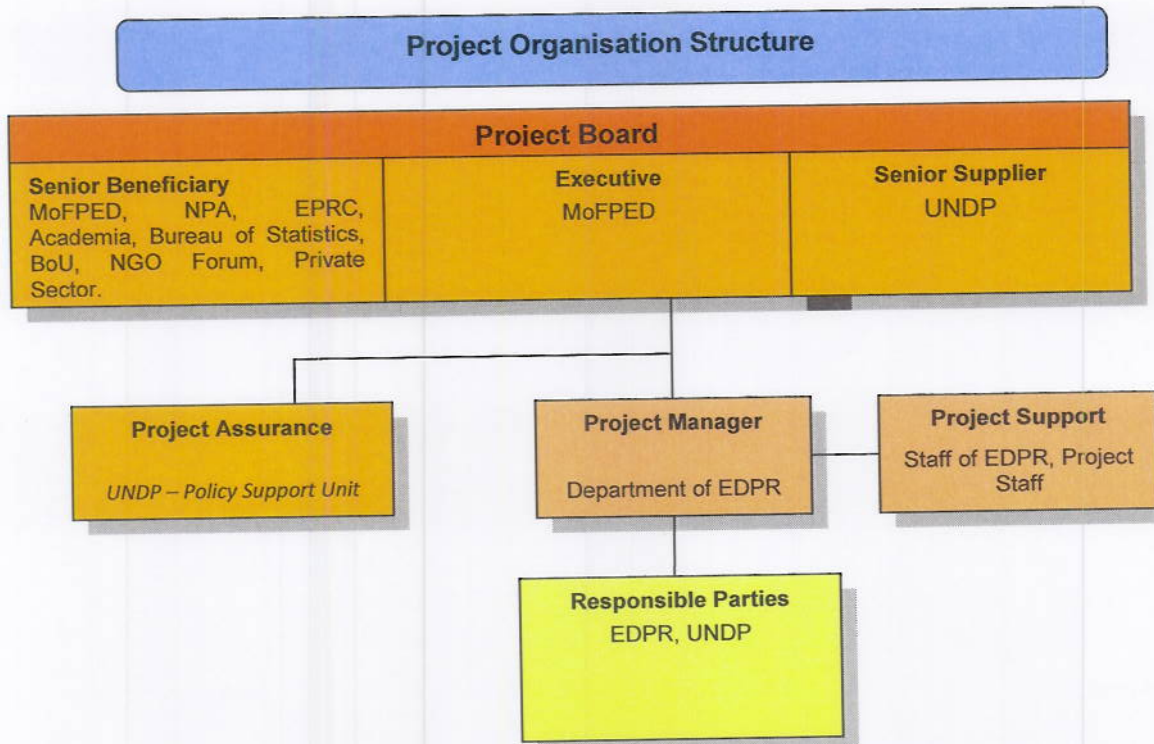 Project Organisation Structure
Project Board
Senior Beneficiary
MoFPED, NPA, EPRC,
Academia, Bureau of Statistics,
BoU, NGO Forum, Private
Sector.
Executive
MoFPED
Senior Supplier
UNDP
Project Assurance
UNDP – Policy Support Unit
Project Manager
Department of EDPR
Project Support
Staff of EDPR, Project
Staff
Responsible Parties
EDPR, UNDP